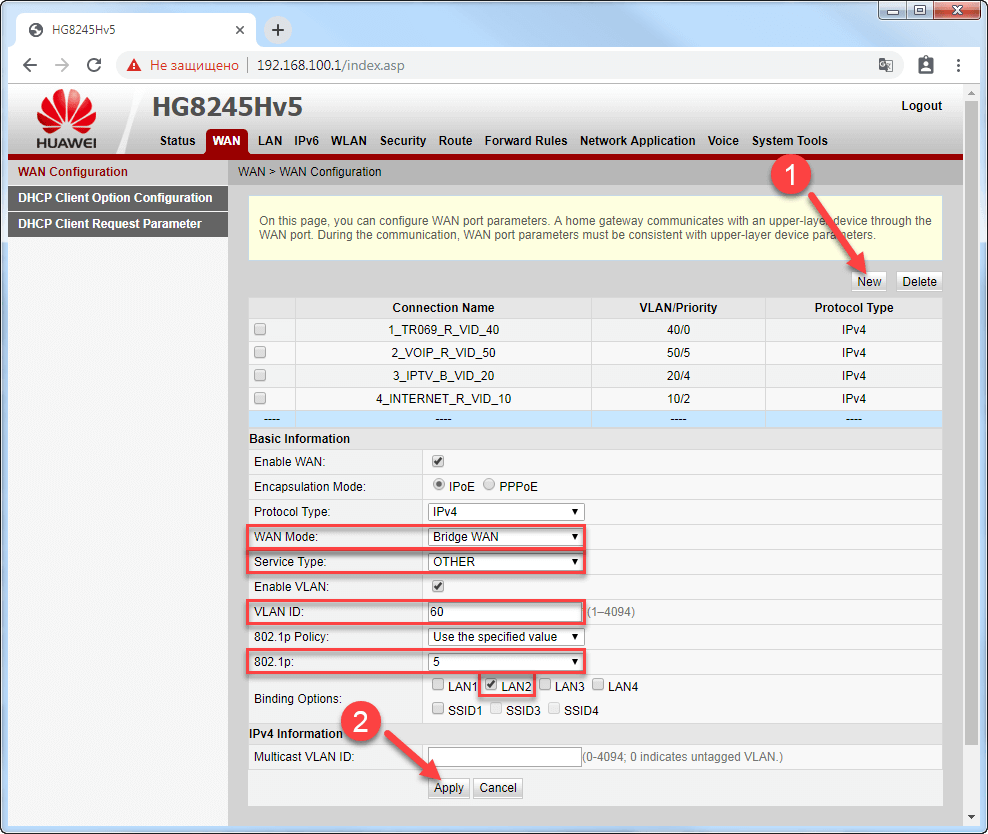 HG8245Hv5
Не защищено 192.168.100.1/index.asp
HUAWEI
HG8245Hv5
Logout
Status WAN LAN IPv6 WLAN Security Route Forward Rules Network Application Voice System Tools
WAN Configuration
DHCP Client Option Configuration
DHCP Client Request Parameter
WAN > WAN Configuration
1
On this page, you can configure WAN port parameters. A home gateway communicates with an upper-layer device through the
WAN port. During the communication, WAN port parameters must be consistent with upper-layer device parameters.
New Delete
Connection Name VLAN/Priority Protocol Type
1_TR069_R_VID_40 40/0 IPv4
2_VOIP_R_VID_50 50/5 IPv4
3_IPTV_B_VID_20 20/4 IPv4
4_INTERNET_R_VID_10 10/2 IPv4
---- ---- ---- ----
Basic Information
Enable WAN:
Encapsulation Mode: IPoE PPPoE
Protocol Type: IPv4
WAN Mode: Bridge WAN
Service Type: OTHER
Enable VLAN:
VLAN ID: 60 (1–4094)
802.1p Policy: Use the specified value
802.1p: 5
Binding Options: LAN1 LAN2 LAN3 LAN4
SSID1 SSID3 SSID4
IPv4 Information
2
Multicast VLAN ID: (0-4094; 0 indicates untagged VLAN.)
Apply Cancel